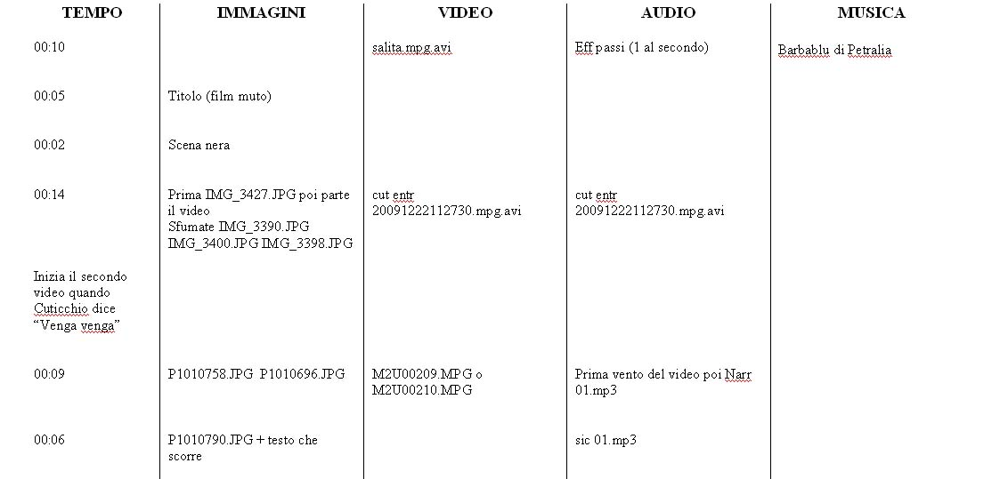 TEMPO IMMAGINI VIDEO AUDIO MUSICA
00:10 salita.mpg.avi Eff passi (1 al secondo) Barbablu di Petralia
00:05 Titolo (film muto)
00:02 Scena nera
00:14 Prima IMG_3427.JPG poi parte cut entr cut entr
il video 20091222112730.mpg.avi 20091222112730.mpg.avi
Sfumate IMG_3390.JPG
IMG_3400.JPG IMG_3398.JPG
Inizia il secondo
video quando
Cuticchio dice
“Venga venga”
00:09 P1010758.JPG P1010696.JPG M2U00209.MPG o Prima vento del video poi Narr
M2U00210.MPG 01.mp3
00:06 P1010790.JPG + testo che sic 01.mp3
scorre